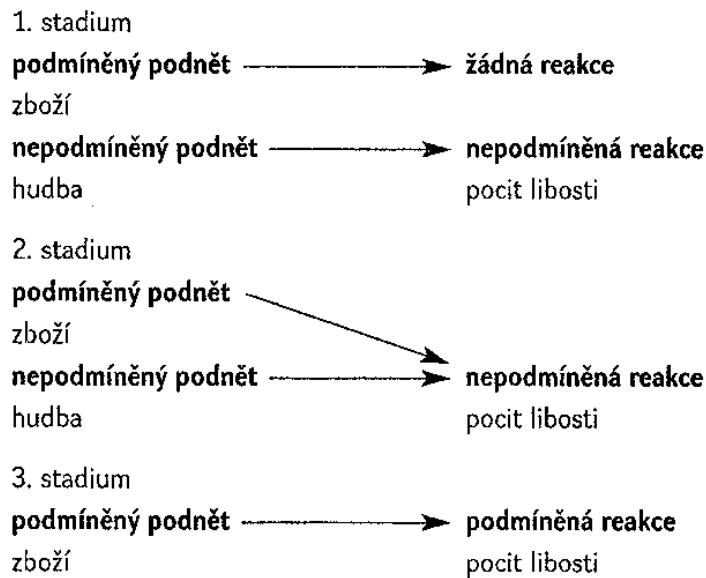 1. stadium
podmíněný podnět žádná reakce
zboží
nepodmíněný podnět nepodmíněná reakce
hudba pocit libosti
2. stadium
podmíněný podnět
zboží
nepodmíněný podnět nepodmíněná reakce
hudba pocit libosti
3. stadium
podmíněný podnět podmíněná reakce
zboží pocit libosti